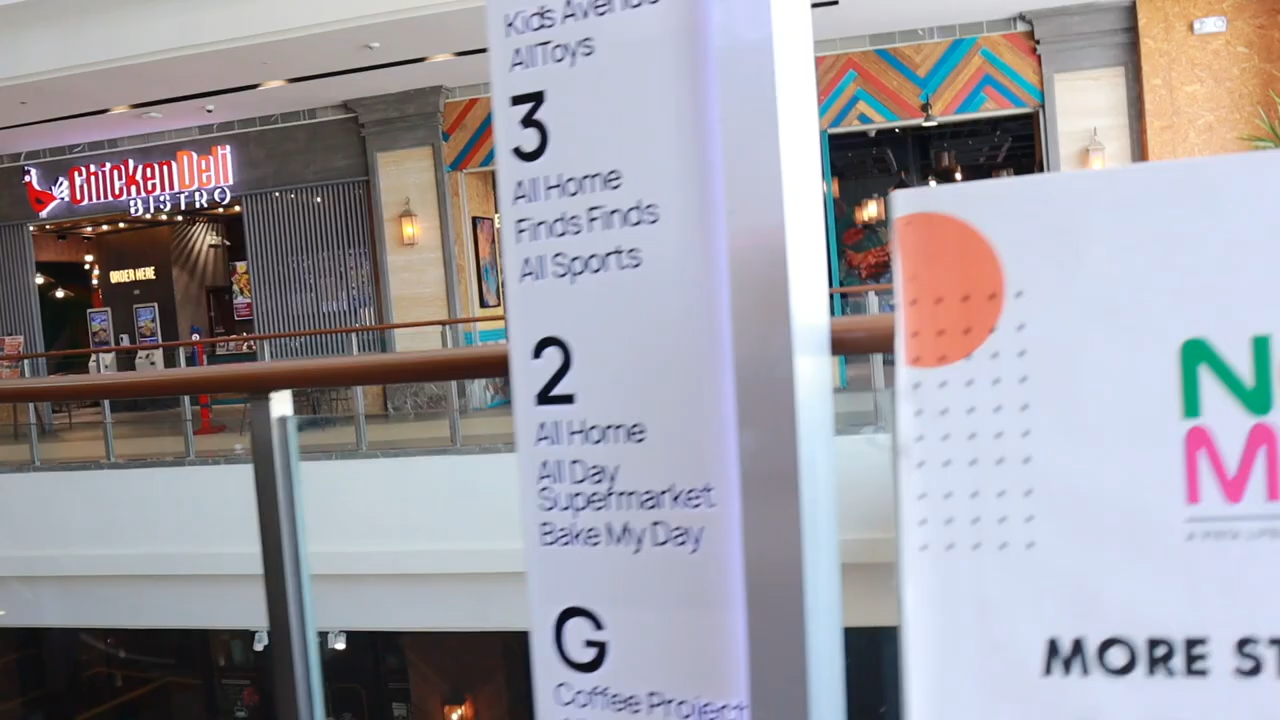 Kids Avenue
AllToys
3
All Home
Finds Finds
All Sports
2
All Home
All Day
Supermarket
Bake My Day
G
Coffee Project
ChickenDeli
BISTRO
ORDER HERE
N
M
MORE ST